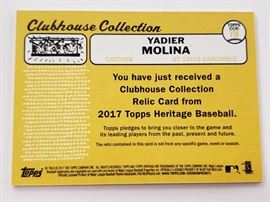 Clubhouse Collection
YADIER
MOLINA
CATCHER ST. LOUIS CARDINALS
You have just received a
Clubhouse Collection
Relic Card from
2017 Topps Heritage Baseball.
Topps pledges to bring you closer to the game and
its leading players from the past, present and future.
The relic contained in this card is not from any specific game, event or season.
TOPPS